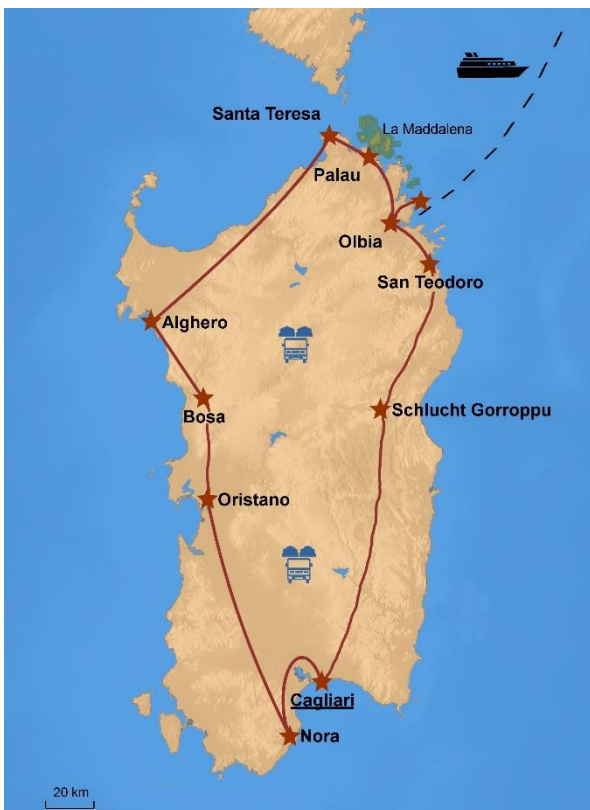 Santa Teresa
La Maddalena
Palau
Olbia
San Teodoro
Alghero
Bosa
Schlucht Gorroppu
Oristano
Cagliari
Nora
20 km